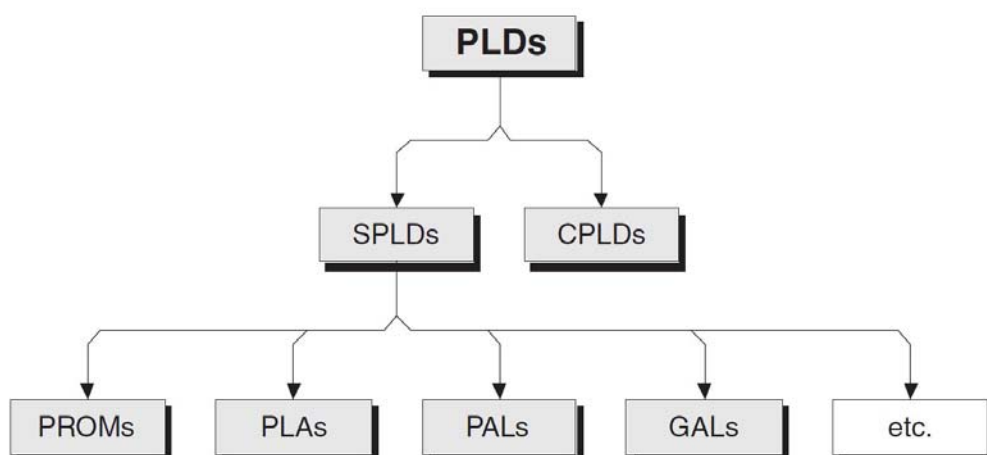 PLDs
SPLDs
CPLDs
PROMs
PLAs
PALs
GALs
etc.